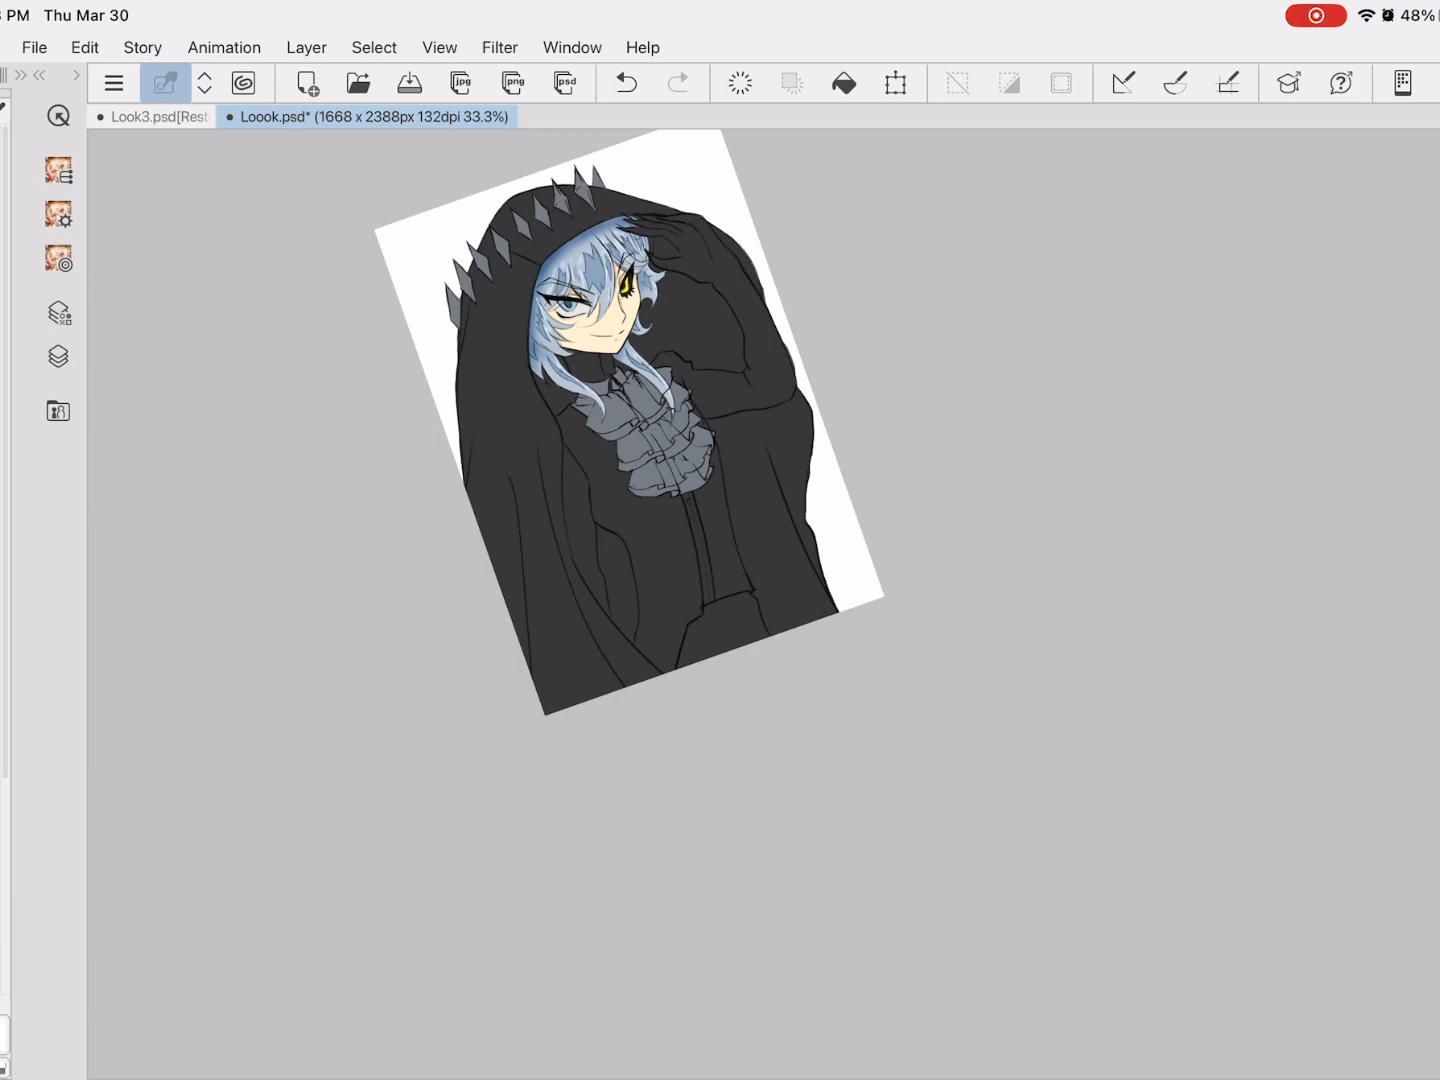 PM Thu Mar 30
48%
File Edit Story Animation Layer Select View Filter Window Help
jpg png psd
Look3.psd[Rest Loook.psd* (1668 x 2388px 132dpi 33.3%)